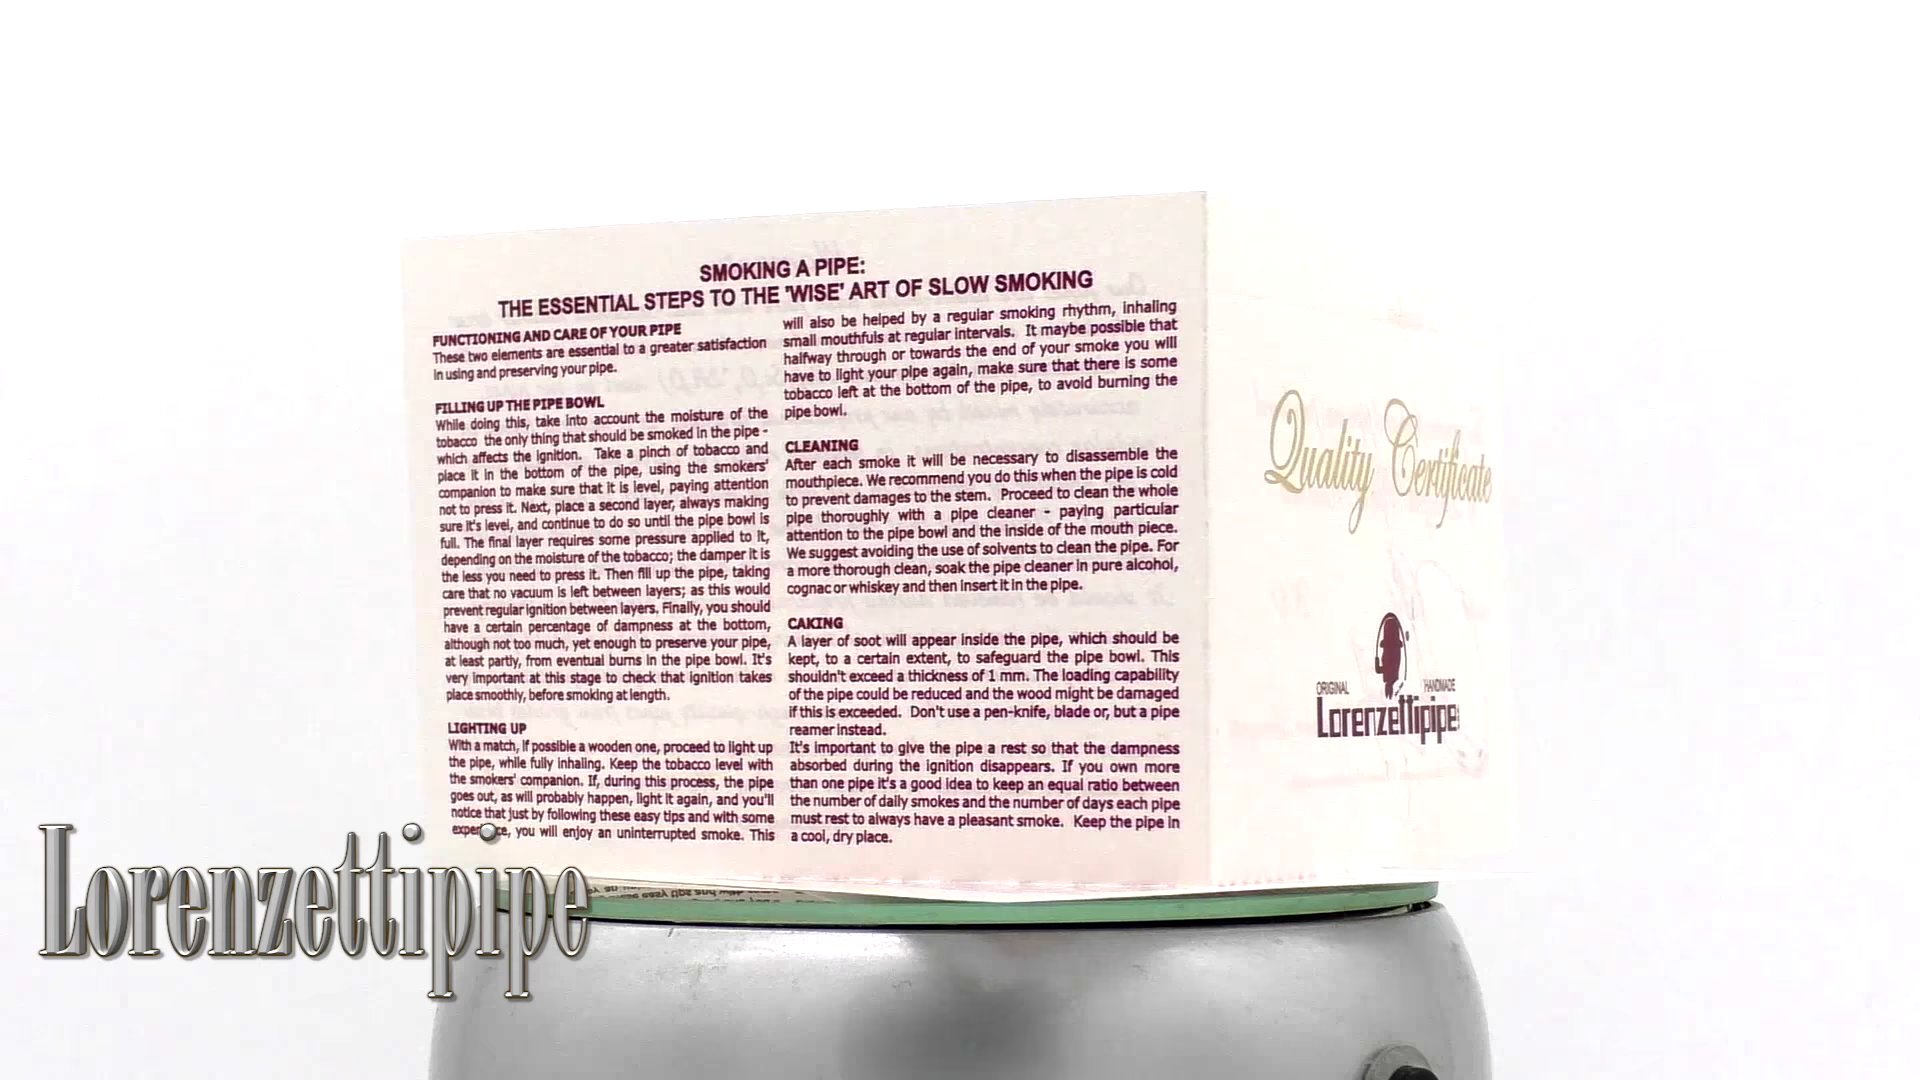 SMOKING A PIPE:
THE ESSENTIAL STEPS TO THE 'WISE' ART OF SLOW SMOKING
FUNCTIONING AND CARE OF YOUR PIPE
These two elements are essential to a greater satisfaction
in using and preserving your pipe.
FILLING UP THE PIPE BOWL
While doing this, take into account the moisture of the
tobacco the only thing that should be smoked in the pipe -
which affects the ignition. Take a pinch of tobacco and
place it in the bottom of the pipe, using the smokers'
companion to make sure that it is level, paying attention
not to press it. Next, place a second layer, always making
sure it's level, and continue to do so until the pipe bowl is
full. The final layer requires some pressure applied to it,
depending on the moisture of the tobacco; the damper it is
the less you need to press it. Then fill up the pipe, taking
care that no vacuum is left between layers; as this would
prevent regular ignition between layers. Finally, you should
have a certain percentage of dampness at the bottom,
although not too much, yet enough to preserve your pipe,
at least partly, from eventual burns in the pipe bowl. It's
very important at this stage to check that ignition takes
place smoothly, before smoking at length.
LIGHTING UP
With a match, if possible a wooden one, proceed to light up
the pipe, while fully inhaling. Keep the tobacco level with
the smokers' companion. If, during this process, the pipe
goes out, as will probably happen, light it again, and you'll
notice that just by following these easy tips and with some
experience, you will enjoy an uninterrupted smoke. This
will also be helped by a regular smoking rhythm, inhaling
small mouthfuls at regular intervals. It maybe possible that
halfway through or towards the end of your smoke you will
have to light your pipe again, make sure that there is some
tobacco left at the bottom of the pipe, to avoid burning the
pipe bowl.
CLEANING
After each smoke it will be necessary to disassemble the
mouthpiece. We recommend you do this when the pipe is cold
to prevent damages to the stem. Proceed to clean the whole
pipe thoroughly with a pipe cleaner - paying particular
attention to the pipe bowl and the inside of the mouth piece.
We suggest avoiding the use of solvents to clean the pipe. For
a more thorough clean, soak the pipe cleaner in pure alcohol,
cognac or whiskey and then insert it in the pipe.
CAKING
A layer of soot will appear inside the pipe, which should be
kept, to a certain extent, to safeguard the pipe bowl. This
shouldn't exceed a thickness of 1 mm. The loading capability
of the pipe could be reduced and the wood might be damaged
if this is exceeded. Don't use a pen-knife, blade or, but a pipe
reamer instead.
It's important to give the pipe a rest so that the dampness
absorbed during the ignition disappears. If you own more
than one pipe it's a good idea to keep an equal ratio between
the number of daily smokes and the number of days each pipe
must rest to always have a pleasant smoke. Keep the pipe in
a cool, dry place.
Quality Certificate
ORIGINAL HANDMADE
Lorenzettipipe
Lorenzettipipe